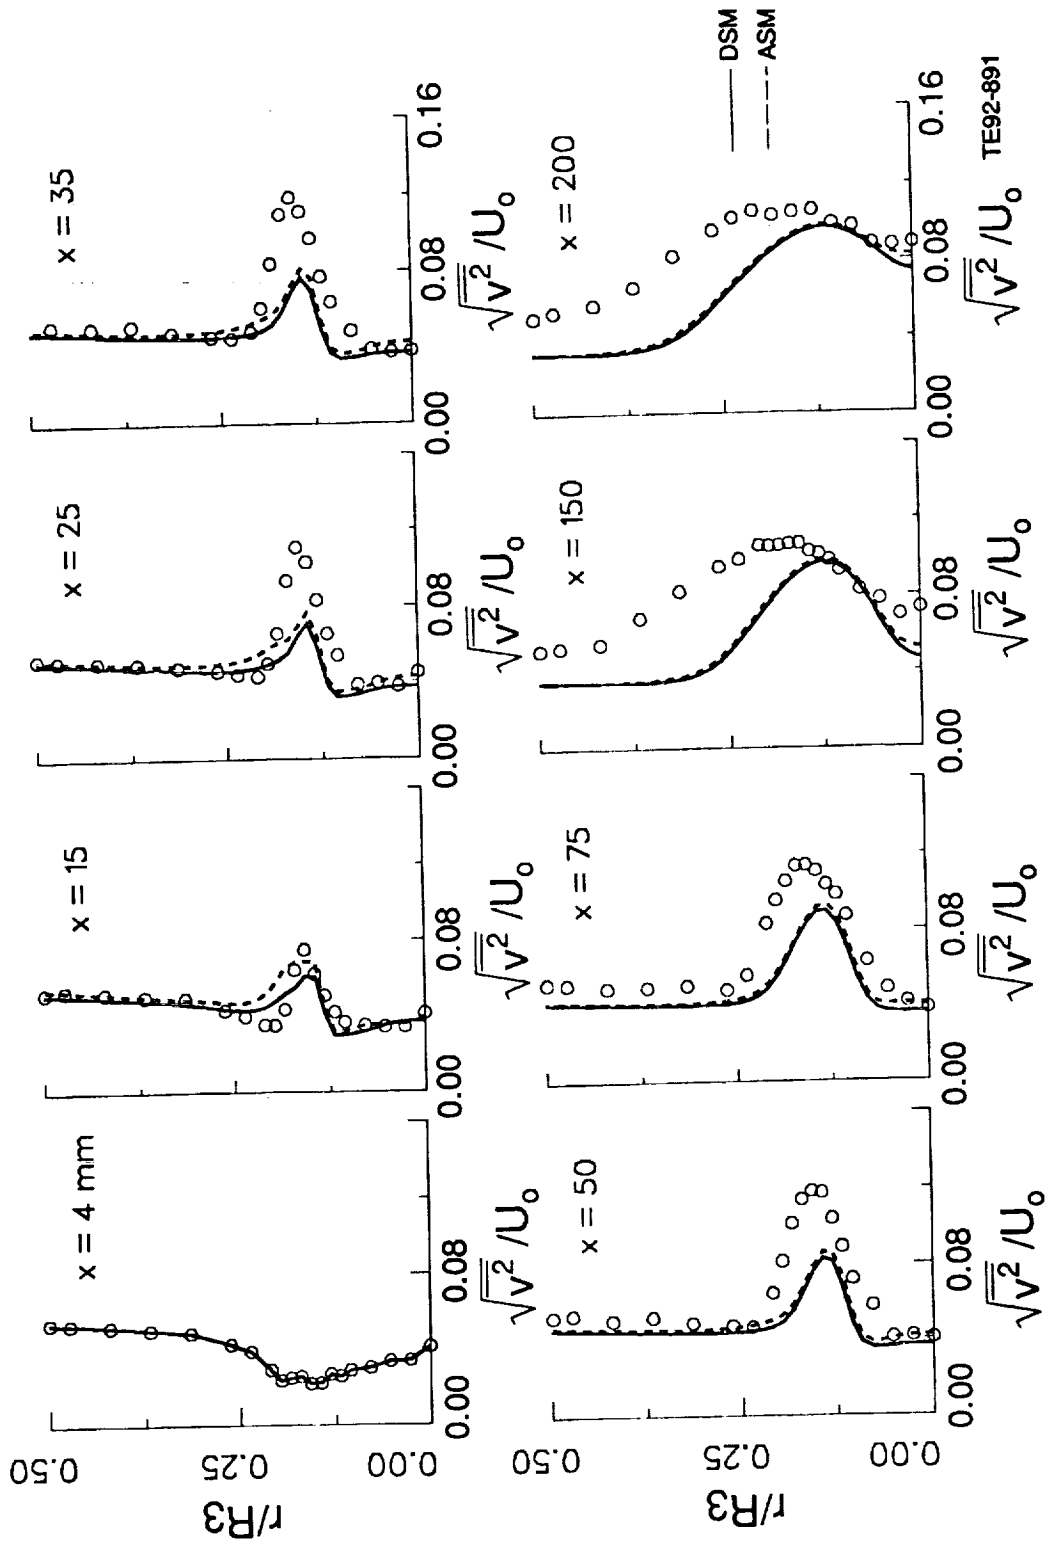 x = 4 mm
x = 15
x = 25
x = 35
r/R3
0.50
0.25
0.00
0.00
0.08
0.00
0.08
0.00
0.08
0.00
0.08
0.16
√v² /U₀
√v² /U₀
√v² /U₀
√v² /U₀
x = 50
x = 75
x = 150
x = 200
r/R3
0.50
0.25
0.00
0.00
0.08
0.00
0.08
0.00
0.08
0.00
0.08
0.16
√v² /U₀
√v² /U₀
√v² /U₀
√v² /U₀
DSM
ASM
TE92-891